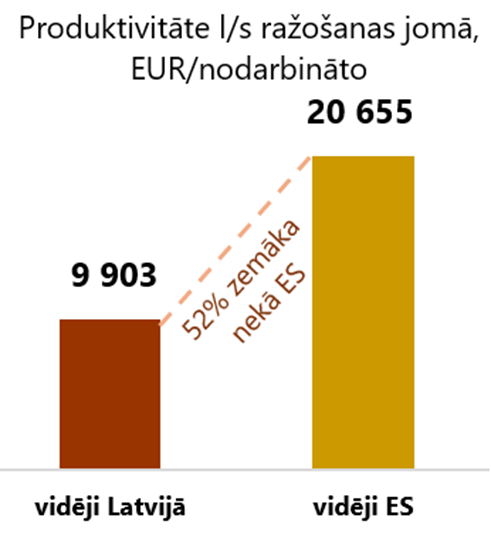 Produktivitāte l/s ražošanas jomā,
EUR/nodarbināto
20 655
9 903
52% zemāka
nekā ES
vidēji Latvijā
vidēji ES